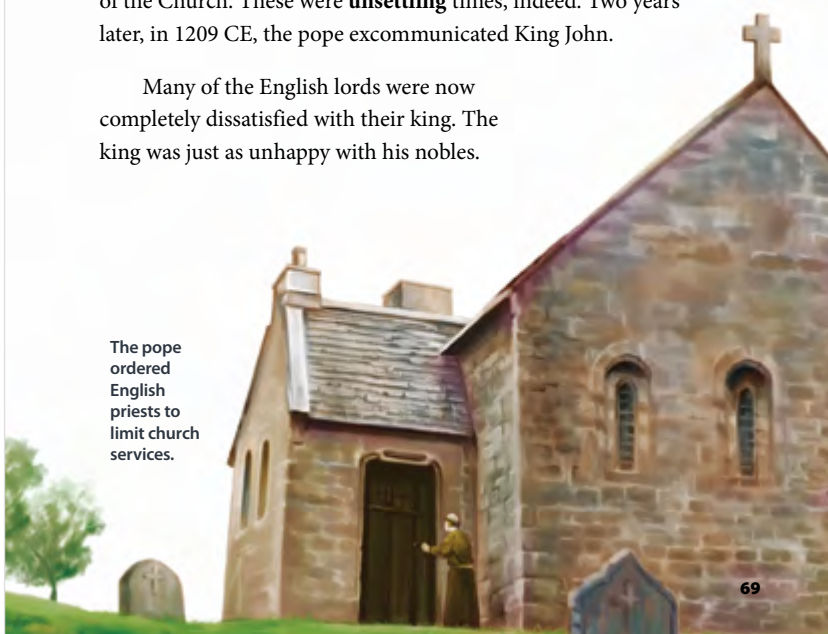 of the Church. These were unsettling times, indeed. Two years
later, in 1209 CE, the pope excommunicated King John.
Many of the English lords were now
completely dissatisfied with their king. The
king was just as unhappy with his nobles.
The pope
ordered
English
priests to
limit church
services.
69